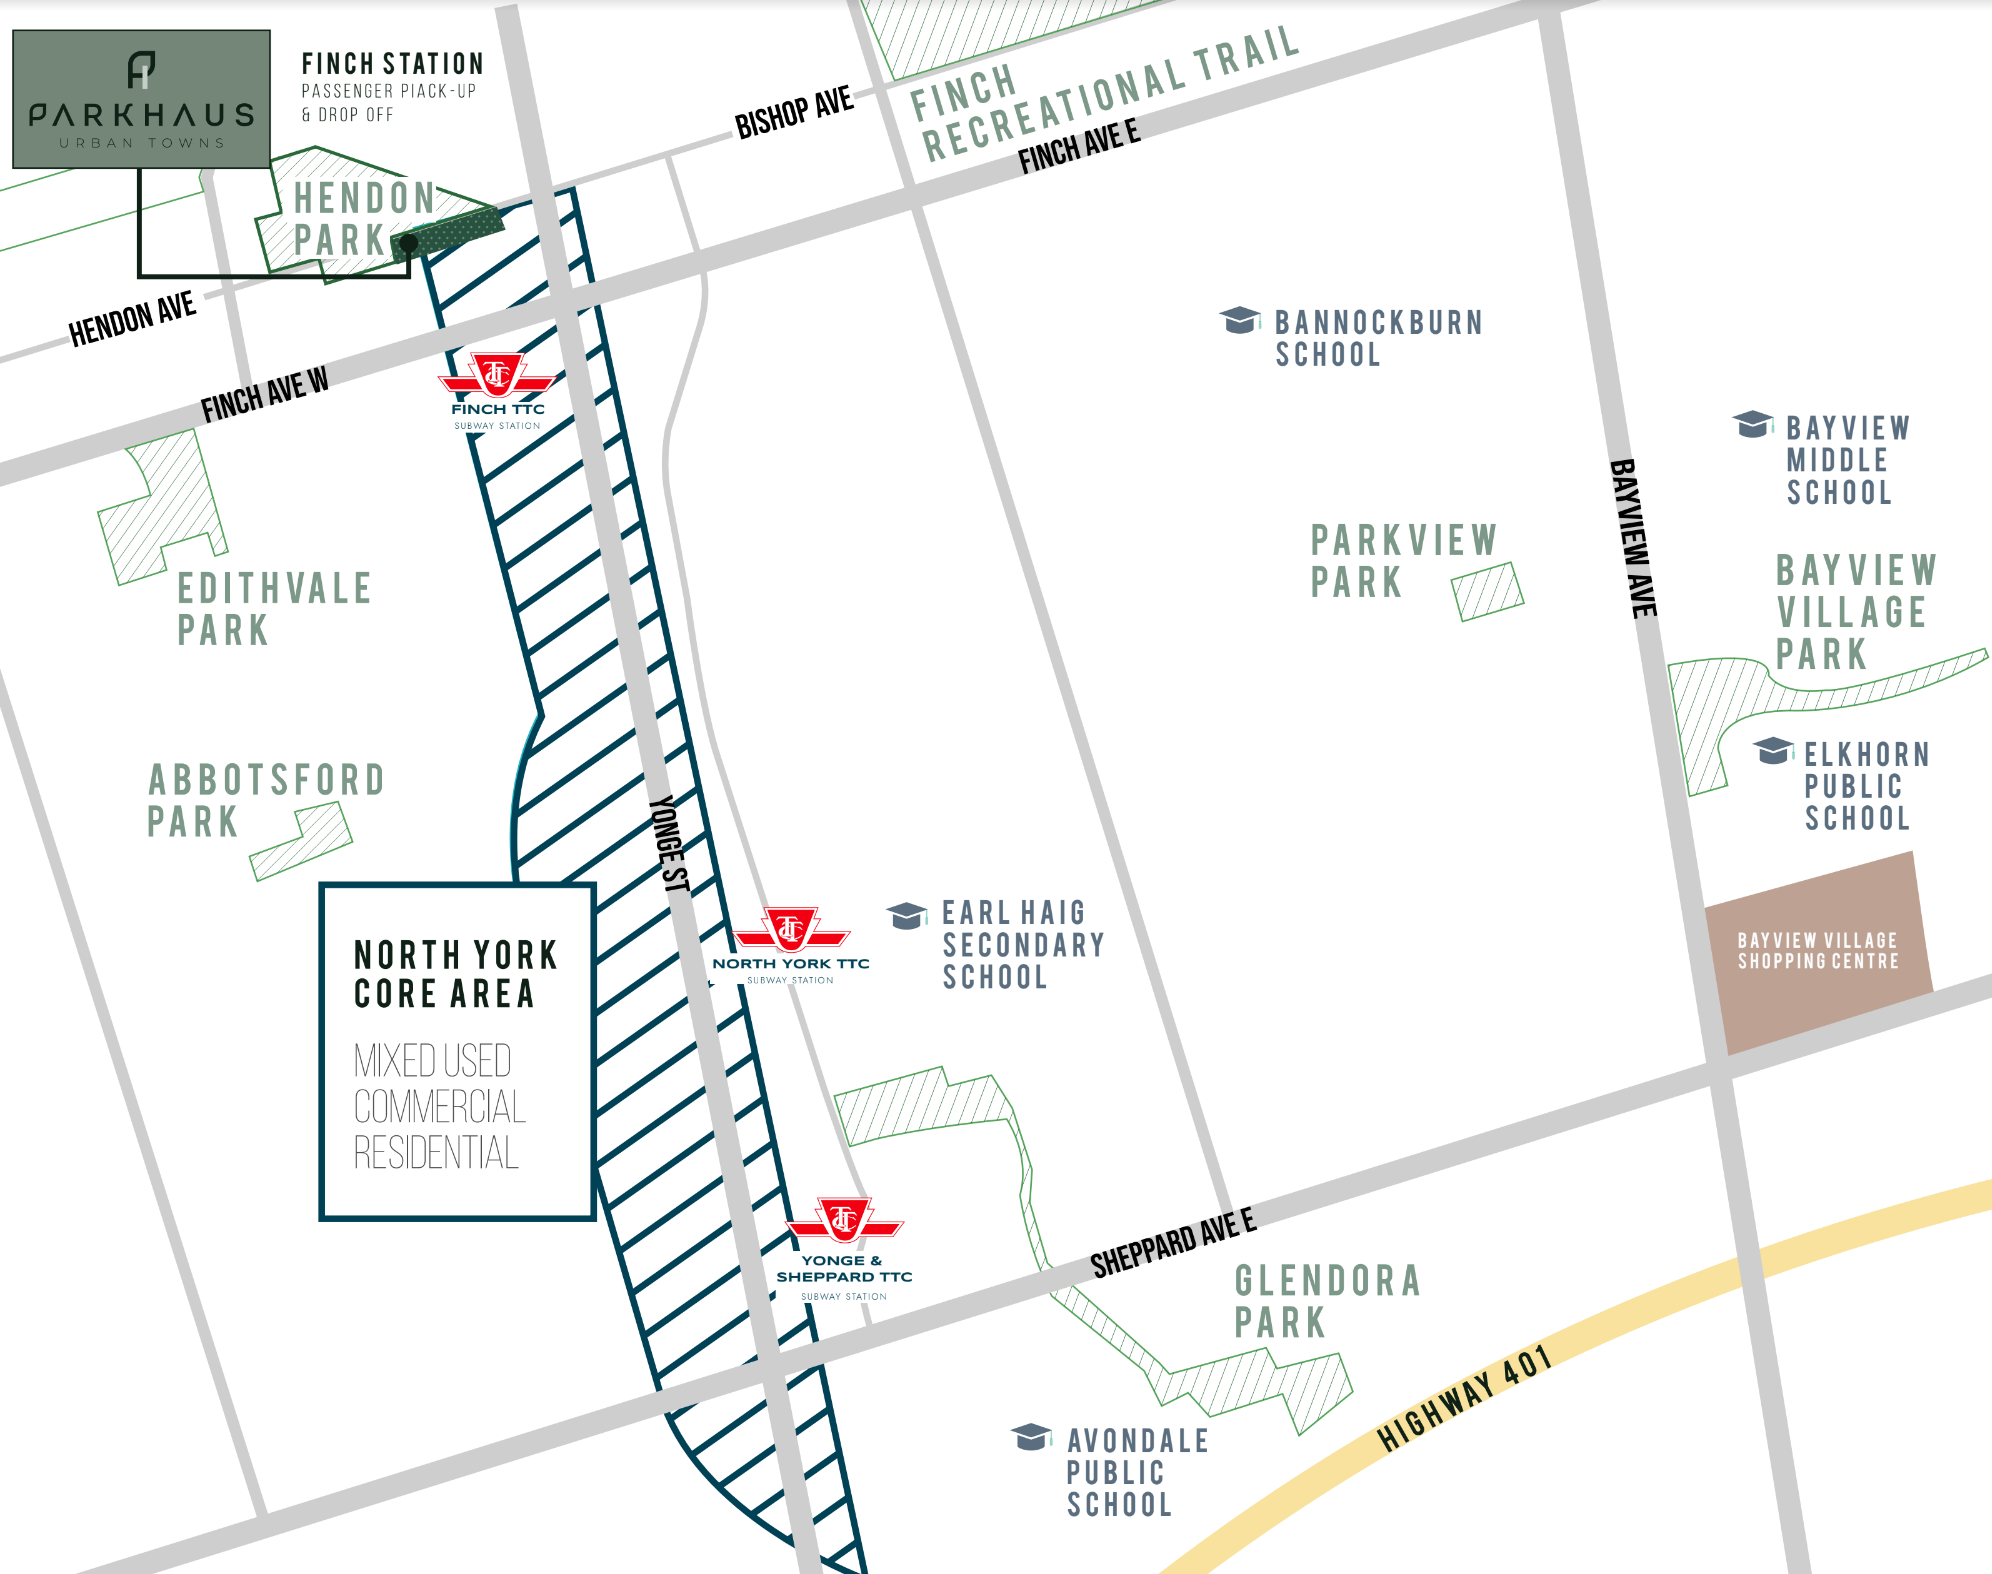 PARKHAUS
URBAN TOWNS
FINCH STATION
PASSENGER PIACK-UP
& DROP OFF
BISHOP AVE
FINCH
RECREATIONAL TRAIL
FINCH AVE E
HENDON
PARK
HENDON AVE
FINCH AVE W
FINCH TTC
SUBWAY STATION
BANNOCKBURN
SCHOOL
BAYVIEW
MIDDLE
SCHOOL
BAYVIEW AVE
PARKVIEW
PARK
BAYVIEW
VILLAGE
PARK
EDITHVALE
PARK
ABBOTSFORD
PARK
ELKHORN
PUBLIC
SCHOOL
YONGE ST
NORTH YORK
CORE AREA
MIXED USED
COMMERCIAL
RESIDENTIAL
TTC
NORTH YORK TTC
SUBWAY STATION
EARL HAIG
SECONDARY
SCHOOL
BAYVIEW VILLAGE
SHOPPING CENTRE
TTC
YONGE &
SHEPPARD TTC
SUBWAY STATION
SHEPPARD AVE E
GLENDORA
PARK
HIGHWAY 401
AVONDALE
PUBLIC
SCHOOL